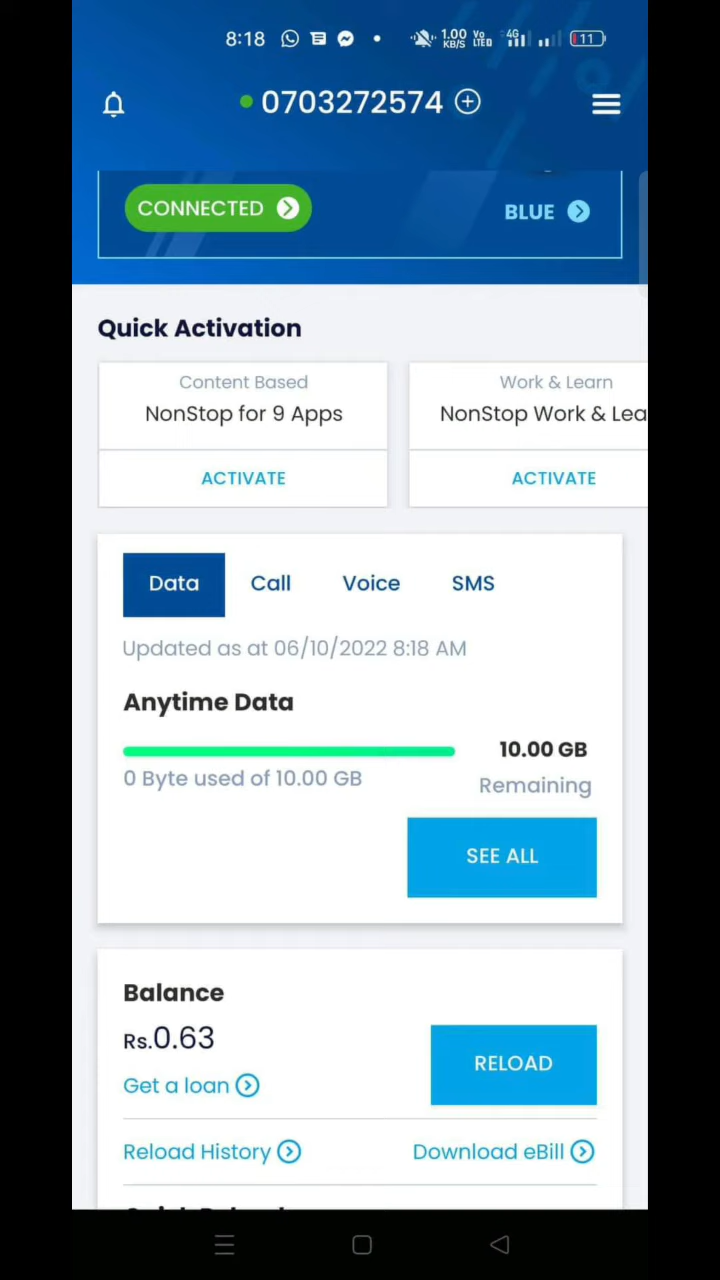 8:18
1.00 KB/S
Vo LTE
4G
11
0703272574
CONNECTED
BLUE
Quick Activation
Content Based
Work & Learn
NonStop for 9 Apps
NonStop Work & Lea
ACTIVATE
ACTIVATE
Data Call Voice SMS
Updated as at 06/10/2022 8:18 AM
Anytime Data
10.00 GB
0 Byte used of 10.00 GB
Remaining
SEE ALL
Balance
Rs.0.63
RELOAD
Get a loan
Reload History
Download eBill